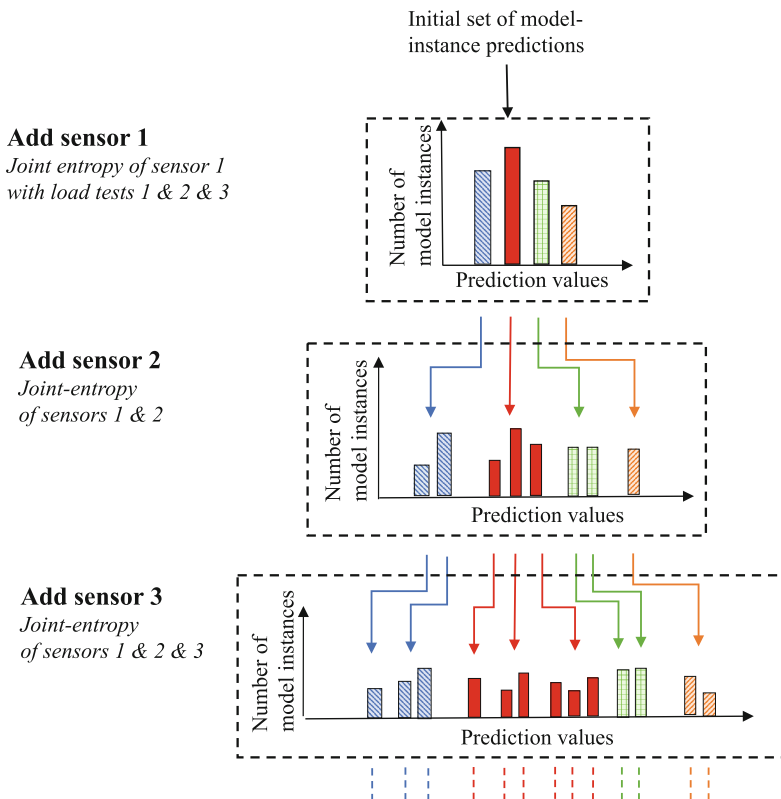 Initial set of model-
instance predictions
Add sensor 1
Joint entropy of sensor 1
with load tests 1 & 2 & 3
Number of
model instances
Prediction values
Add sensor 2
Joint-entropy
of sensors 1 & 2
Number of
model instances
Prediction values
Add sensor 3
Joint-entropy
of sensors 1 & 2 & 3
Number of
model instances
Prediction values